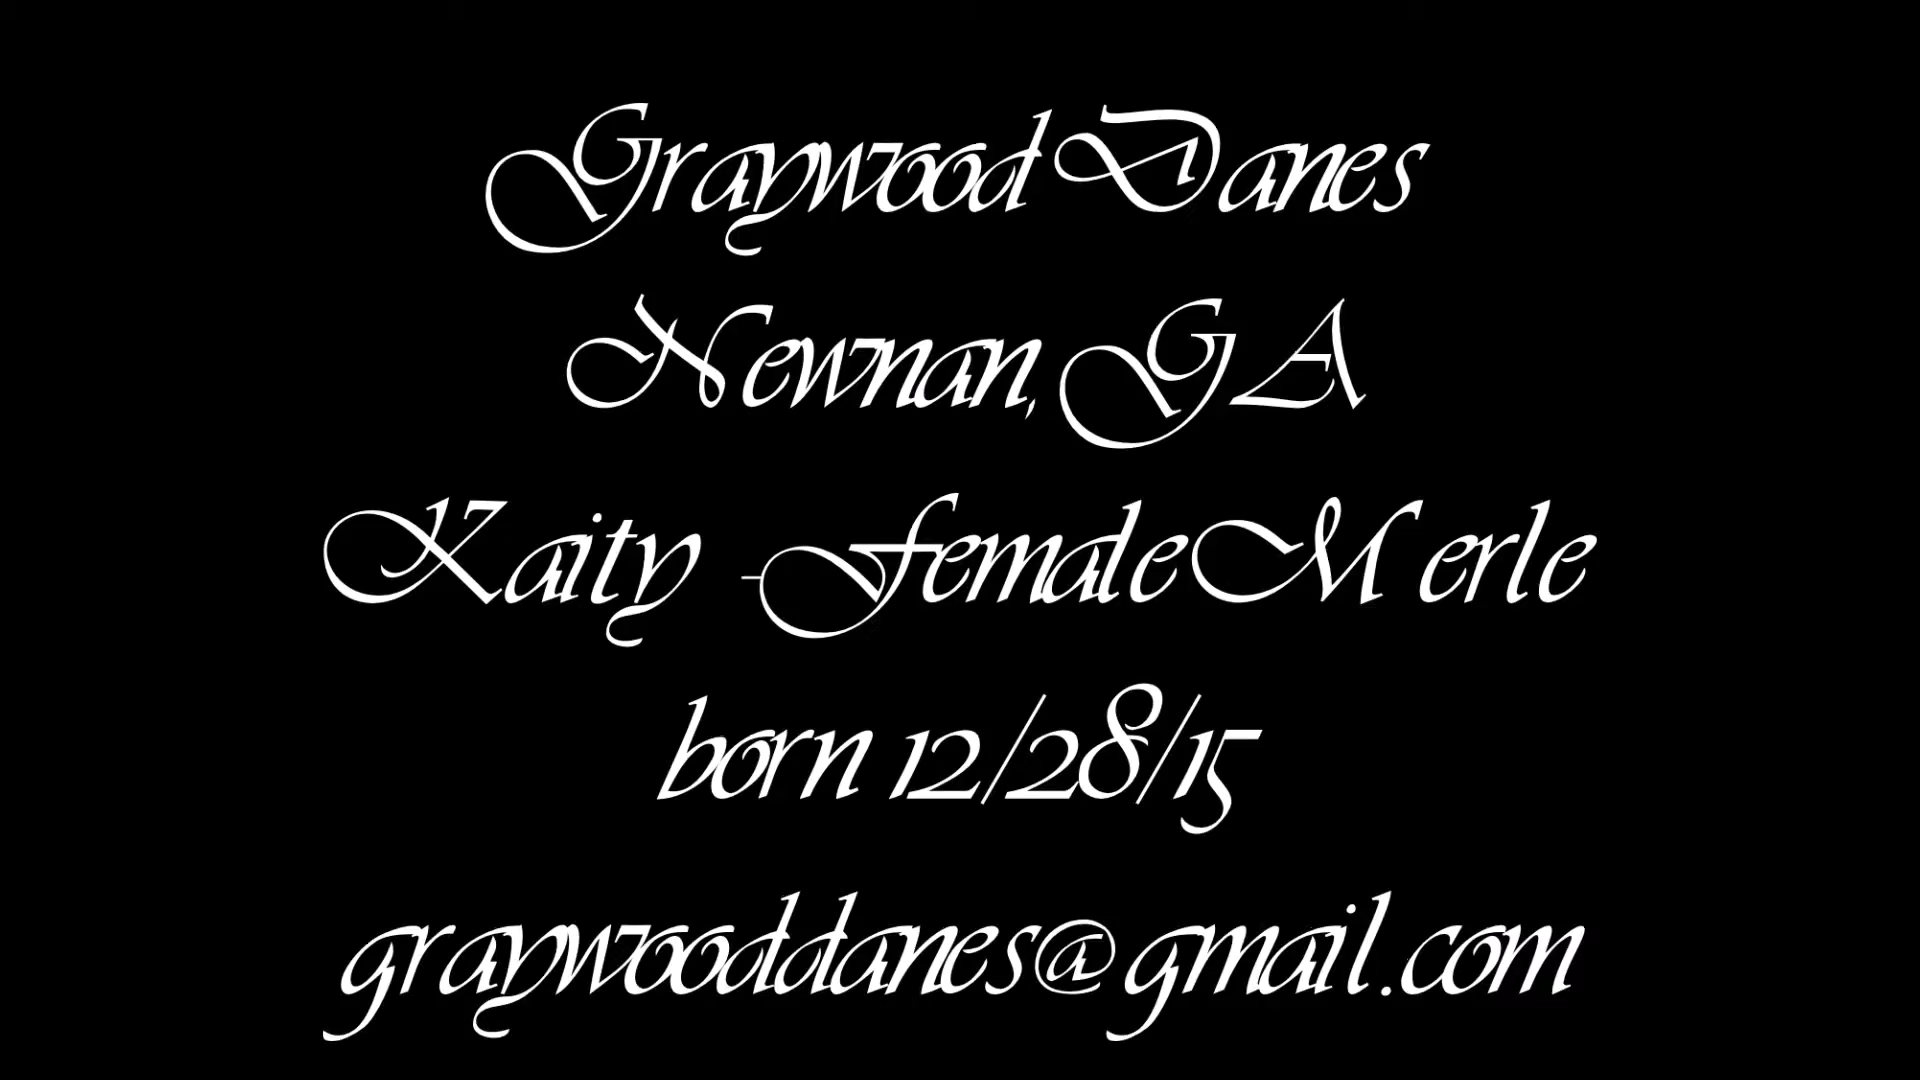 Graywood Danes
Newnan, GA
Kaity - Female Merle
born 12/28/15
graywooddanes@gmail.com